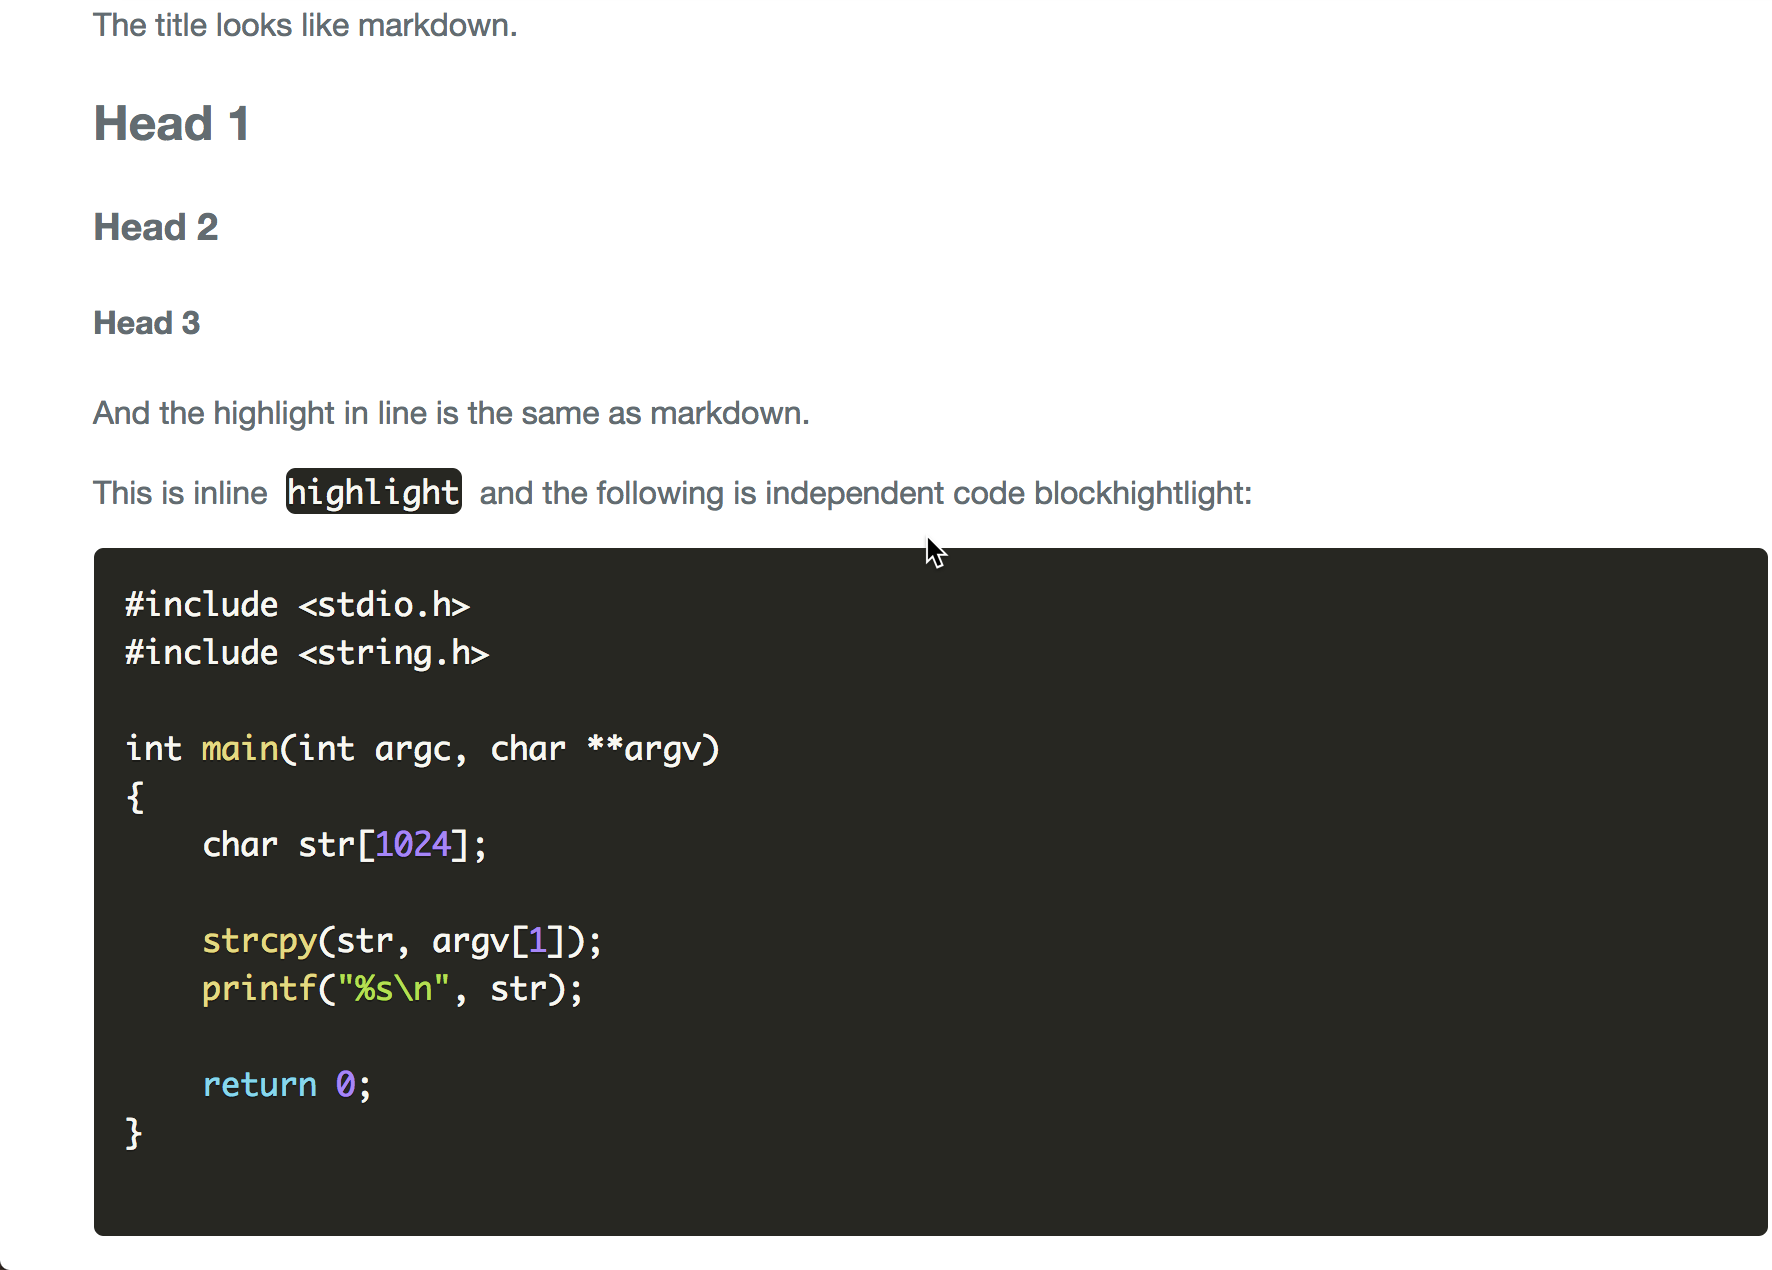 The title looks like markdown.
Head 1
Head 2
Head 3
And the highlight in line is the same as markdown.
This is inline highlight and the following is independent code blockhightlight:
#include <stdio.h>
#include <string.h>
int main(int argc, char **argv)
{
    char str[1024];
    strcpy(str, argv[1]);
    printf("%s\n", str);
    return 0;
}